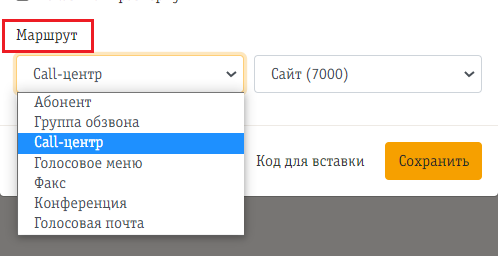 Маршрут
Call-центр
Сайт (7000)
Абонент
Группа обзвона
Call-центр
Голосовое меню
Факс
Конференция
Голосовая почта
Код для вставки
Сохранить